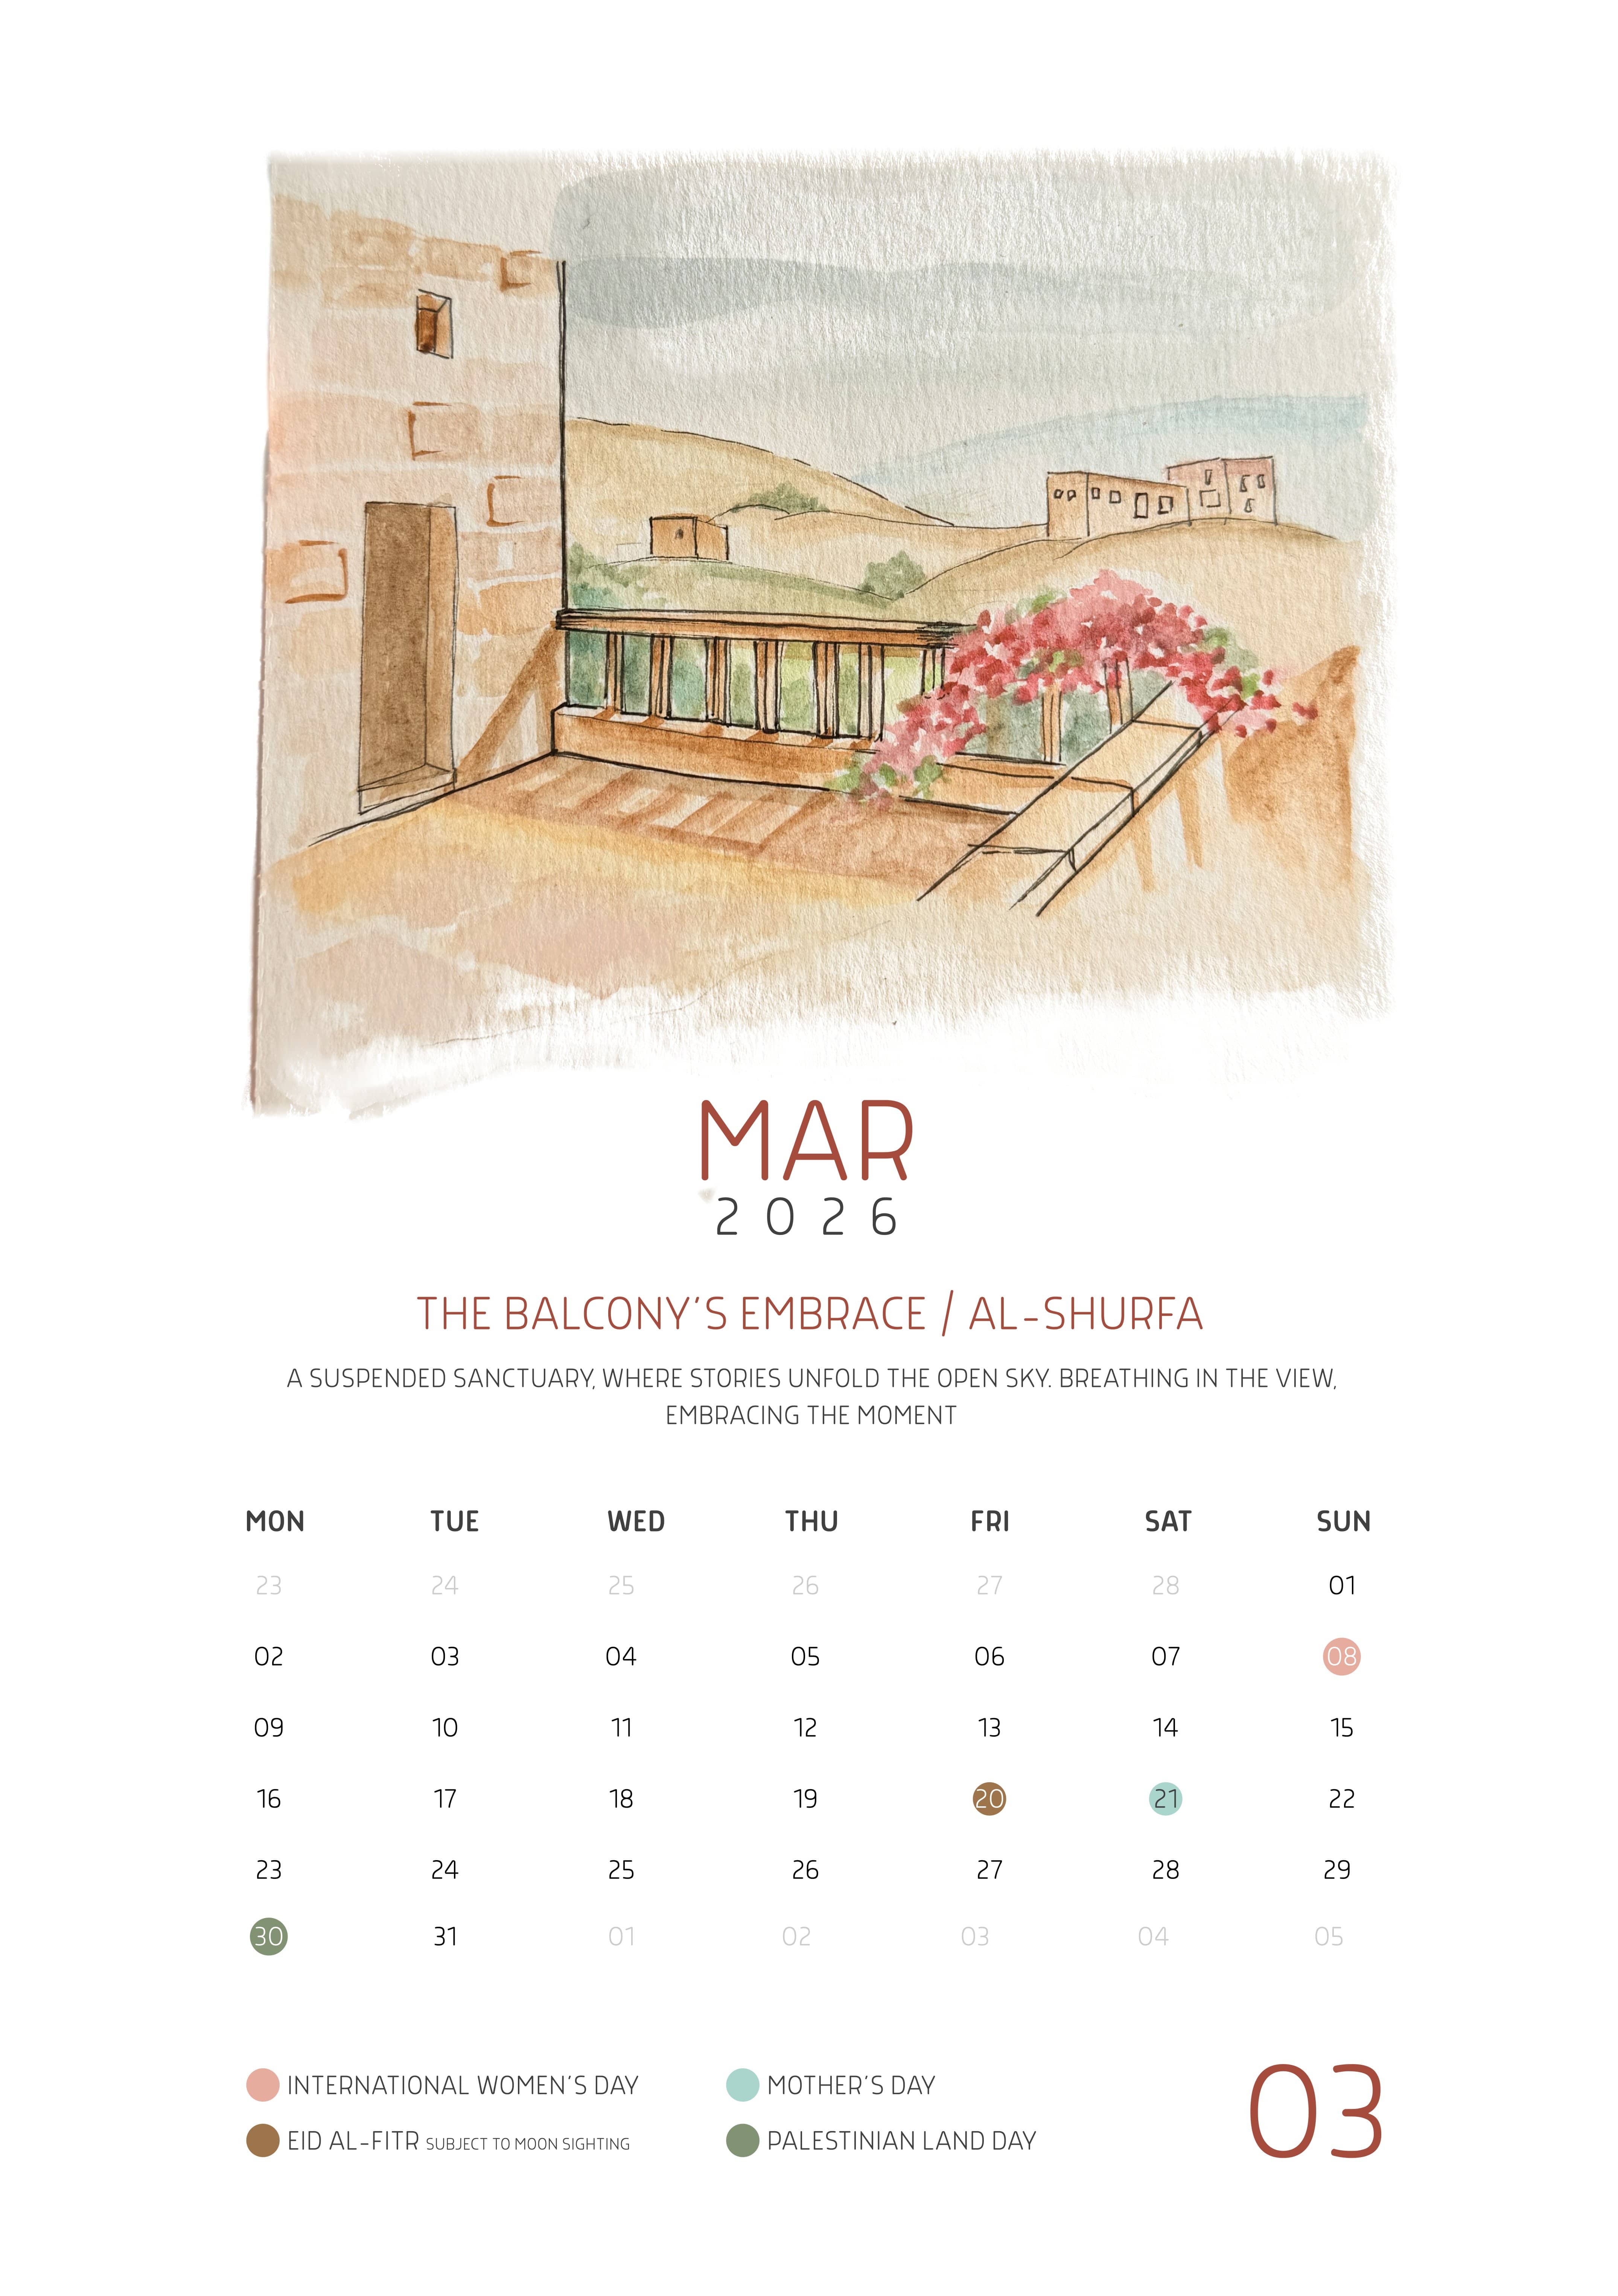 MAR
2026
THE BALCONY'S EMBRACE / AL-SHURFA
A SUSPENDED SANCTUARY, WHERE STORIES UNFOLD THE OPEN SKY. BREATHING IN THE VIEW,
EMBRACING THE MOMENT
MON TUE WED THU FRI SAT SUN
23 24 25 26 27 28 01
02 03 04 05 06 07 08
09 10 11 12 13 14 15
16 17 18 19 20 21 22
23 24 25 26 27 28 29
30 31 01 02 03 04 05
INTERNATIONAL WOMEN'S DAY MOTHER'S DAY
EID AL-FITR SUBJECT TO MOON SIGHTING PALESTINIAN LAND DAY
03